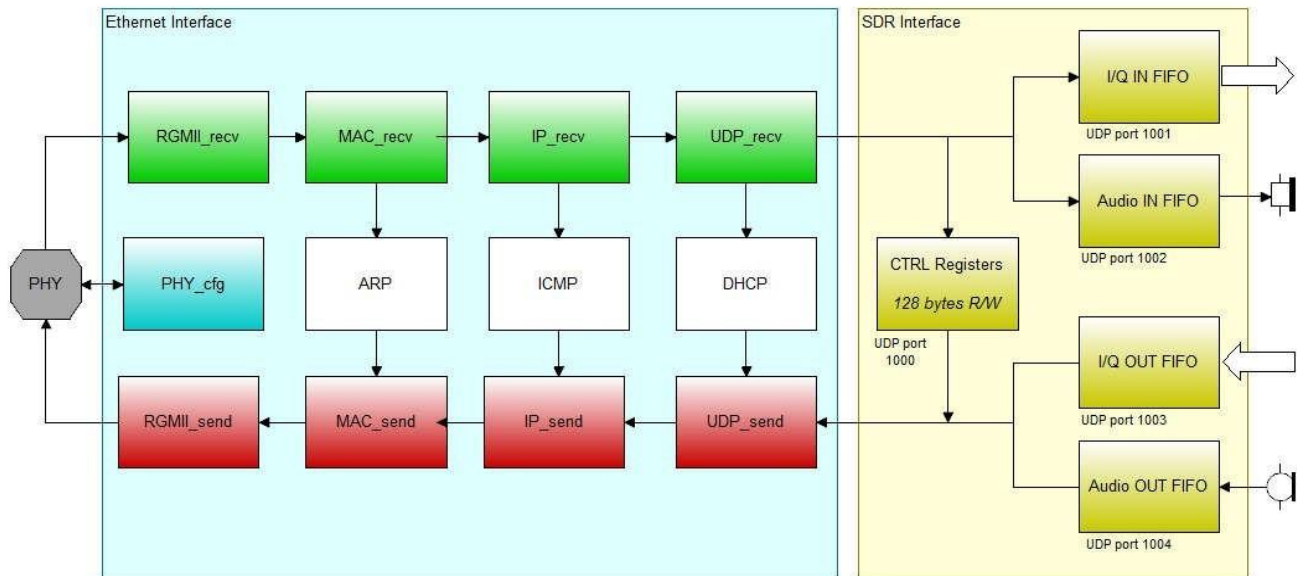 Ethernet Interface
SDR Interface
I/Q IN FIFO
UDP port 1001
RGMII_recv
MAC_recv
IP_recv
UDP_recv
Audio IN FIFO
UDP port 1002
PHY
PHY_cfg
ARP
ICMP
DHCP
CTRL Registers
128 bytes R/W
UDP port
1000
I/Q OUT FIFO
UDP port 1003
RGMII_send
MAC_send
IP_send
UDP_send
Audio OUT FIFO
UDP port 1004